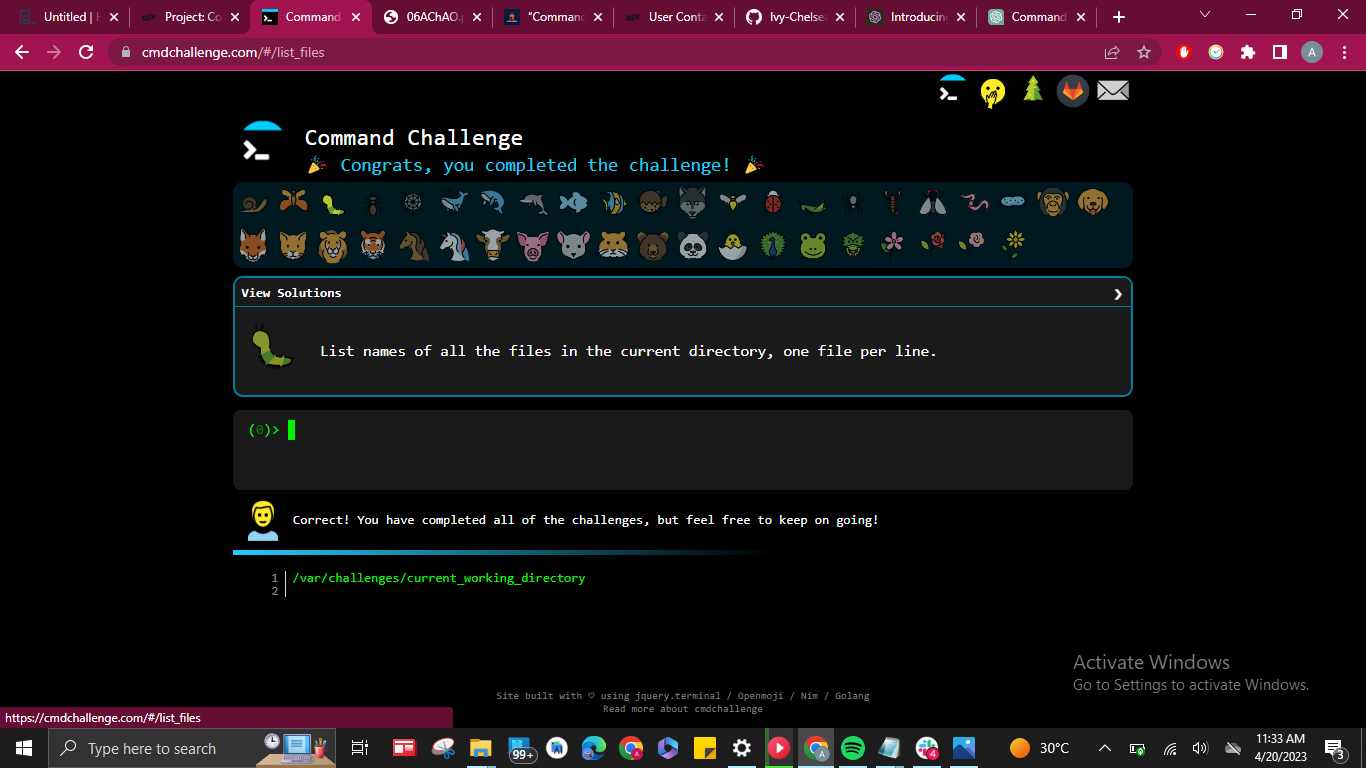 Untitled | H
Project: Co
Command
06AChAO.p
"Comman
User Conta
Ivy-Chelsea
Introducing
Command
cmdchallenge.com/#/list_files
A
Command Challenge
Congrats, you completed the challenge!
View Solutions
List names of all the files in the current directory, one file per line.
(0)>
Correct! You have completed all of the challenges, but feel free to keep on going!
1 /var/challenges/current_working_directory
2
Activate Windows
Go to Settings to activate Windows.
Site built with ♡ using jquery.terminal / Openmoji / Nim / Golang
Read more about cmdchallenge
https://cmdchallenge.com/#/list_files
Type here to search
99+
4
30°C
11:33 AM
4/20/2023
3